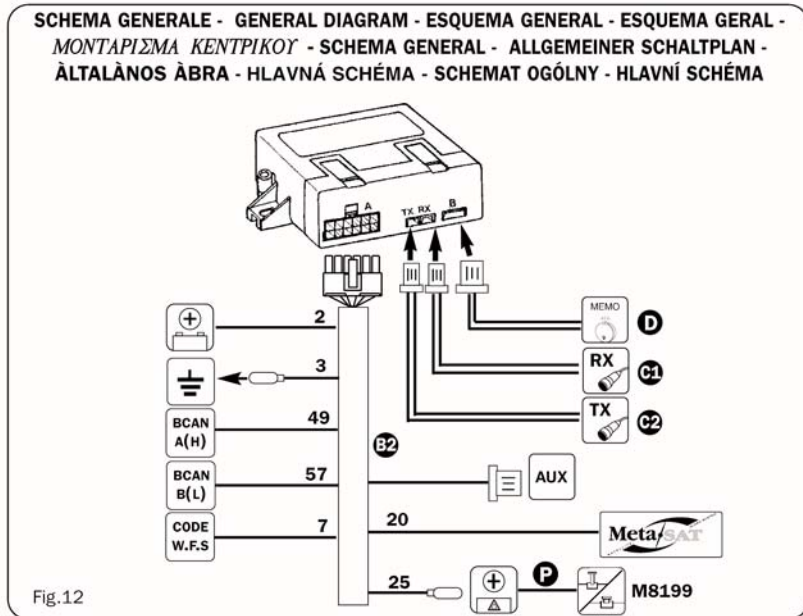 SCHEMA GENERALE - GENERAL DIAGRAM - ESQUEMA GENERAL - ESQUEMA GERAL -
ΜΟΝΤΑΡΙΣΜΑ ΚΕΝΤΡΙΚΟΥ - SCHEMA GENERAL - ALLGEMEINER SCHALTPLAN -
ÀLTALÀNOS ÀBRA - HLAVNÁ SCHÉMA - SCHEMAT OGÓLNY - HLAVNÍ SCHÉMA
A
TX RX
B
2
MEMO
D
3
RX
C1
BCAN
A(H)
49
TX
C2
B2
BCAN
B(L)
57
AUX
CODE
W.F.S
7
20
Meta SAT
25
P
M8199
Fig.12